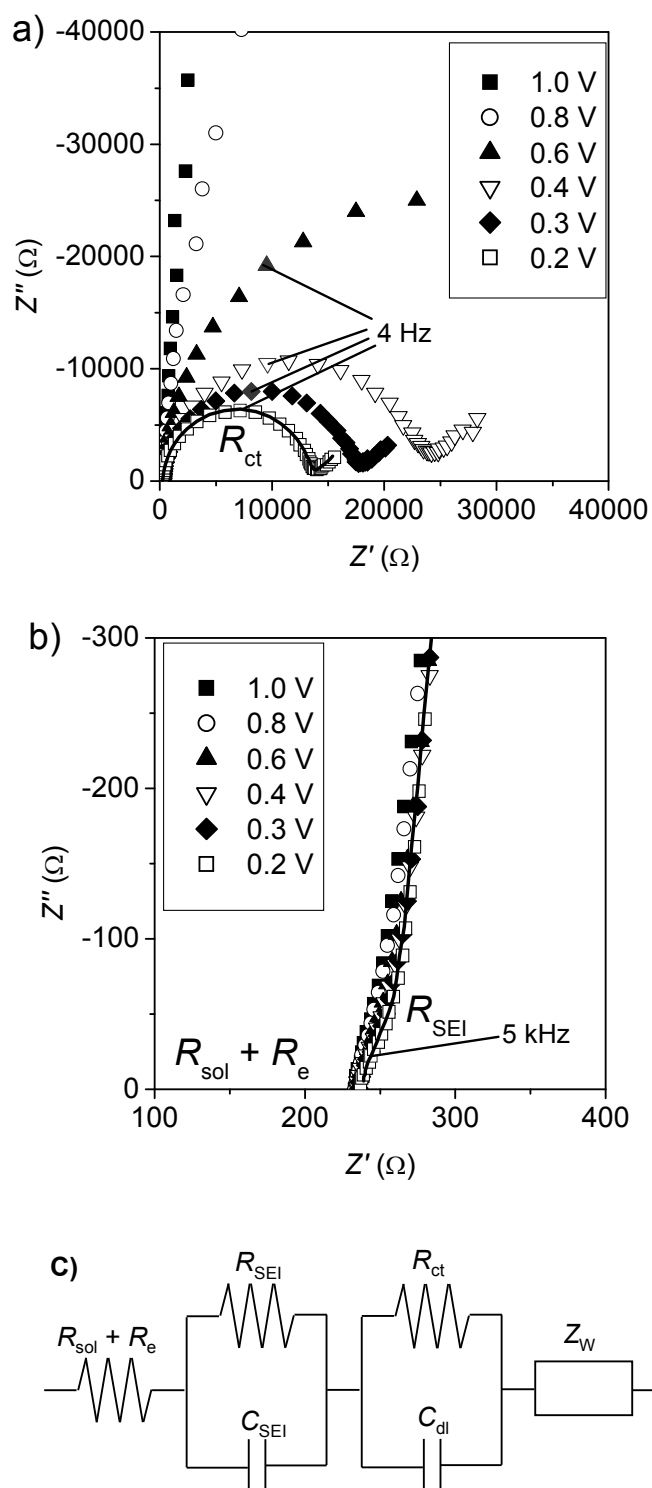 a)
-40000
-30000
-20000
-10000
0
Z″ (Ω)
1.0 V
0.8 V
0.6 V
0.4 V
0.3 V
0.2 V
4 Hz
Rct
0 10000 20000 30000 40000
Z′ (Ω)
b)
-300
-200
-100
0
Z″ (Ω)
1.0 V
0.8 V
0.6 V
0.4 V
0.3 V
0.2 V
RSEI
5 kHz
Rsol + Re
100 200 300 400
Z′ (Ω)
c)
Rsol + Re
RSEI
CSEI
Rct
Cdl
ZW